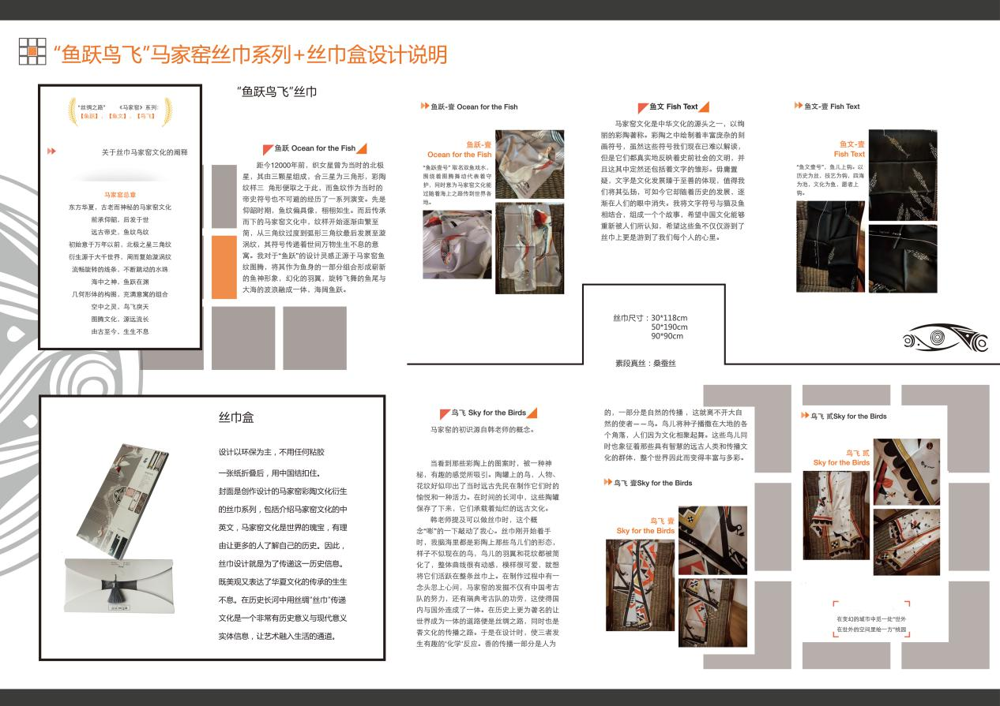 “鱼跃鸟飞”马家窑丝巾系列+丝巾盒设计说明
“丝绸之路” 《马家窑》系列:
【鱼跃】、【鱼文】、【鸟飞】
关于丝巾马家窑文化的阐释
马家窑总章
东方华夏，古老而神秘的马家窑文化
前承仰韶，后发于世
远古帝史，鱼纹鸟纹
初始意于万年以前，北极之星三角纹
衍生源于大千世界，周而复始漩涡纹
流畅旋转的线条，不断跳动的水珠
海中之神，鱼跃在渊
几何形体的构图，充满意寓的组合
空中之灵，鸟飞戾天
图腾文化，源远流长
由古至今，生生不息
“鱼跃鸟飞”丝巾
鱼跃 Ocean for the Fish
距今12000年前，织女星曾为当时的北极
星，其由三颗星组成，合三星为三角形，彩陶
纹样三 角形便取之于此，而鱼纹作为当时的
帝史符号也不可避的经历了一系列演变。先是
仰韶时期，鱼纹偏具像，栩栩如生。而后传承
而下的马家窑文化中，纹样开始逐渐由繁至
简，从三角纹过度到弧形三角纹最后发展至漩
涡纹，其符号传递着世间万物生生不息的意
寓。我对于“鱼跃”的设计灵感正源于马家窑鱼
纹图腾，将其作为鱼身的一部分组合形成崭新
的鱼神形象，幻化的羽翼，旋转飞舞的鱼尾与
大海的波浪融成一体，海阔鱼跃。
鱼跃-壹 Ocean for the Fish
鱼跃-壹
Ocean for the Fish
“鱼跃壹号” 取名双鱼戏水，
围绕着图腾舞动代表着守
护，同时意为马家窑文化能
过随着海上之路传到世界各
地。
鱼文 Fish Text
马家窑文化是中华文化的源头之一，以绚
丽的彩陶著称。彩陶之中绘制着丰富庞杂的刻
画符号，虽然这些符号我们现在已难以解读，
但是它们都真实地反映着史前社会的文明，并
且这其中定然还包括着文字的雏形。毋庸置
疑，文字是文化发展臻于至善的体现，值得我
们将其弘扬，可如今它却随着历史的发展，逐
渐在人们的眼中消失。我将文字符号与猫及鱼
相结合，组成一个个故事，希望中国文化能够
重新被人们所认知，希望这些鱼不仅仅游到了
丝巾上更是游到了我们每个人的心里。
鱼文-壹 Fish Text
鱼文-壹
Fish Text
“鱼文壹号”，鱼儿上钩。以
历史为丝，技艺为钩，四海
为池，文化为鱼，愿者上
钩。
丝巾尺寸：30*118cm
50*190cm
90*90cm
素段真丝：桑蚕丝
丝巾盒
设计以环保为主，不用任何粘胶
一张纸折叠后，用中国结扣住。
封面是创作设计的马家窑彩陶文化衍生
的丝巾系列，包括介绍马家窑文化的中
英文，马家窑文化是世界的瑰宝，有理
由让更多的人了解自己的历史。因此，
丝巾设计就是为了传递这一历史信息。
既美观又表达了华夏文化的传承的生生
不息。在历史长河中用丝绸“丝巾”传递
文化是一个非常有历史意义与现代意义
实体信息，让艺术融入生活的通道。
鸟飞 Sky for the Birds
马家窑的初识源自韩老师的概念。
当看到那些彩陶上的图案时，被一种神
秘，有趣的感觉所吸引。陶罐上的鸟，人物、
花纹好似印出了当时远古先民在制作它们时的
愉悦和一种活力。在时间的长河中，这些陶罐
保存了下来，它们承载着灿烂的远古文化。
韩老师提及可以做丝巾时，这个概
念“嘭”的一下敲动了我心。丝巾刚开始着手
时，我脑海里都是彩陶上那些鸟儿们的形态，
样子不似现在的鸟，鸟儿的羽翼和花纹都被简
化了，整体曲线很有动感，模样很可爱，就想
将它们活跃在整条丝巾上。在制作过程中有一
念头忽上心间，马家窑的发掘不仅有中国考古
队的努力，还有瑞典考古队的功劳，这使得国
内与国外连成了一体。在历史上更为著名的让
世界成为一体的道路便是丝绸之路，同时也是
香文化的传播之路。于是在设计时，使三者发
生有趣的‘化学’反应。香的传播一部分是人为
的，一部分是自然的传播，这就离不开大自
然的使者——鸟。鸟儿将种子播撒在大地的各
个角落，人们因为文化相聚起舞。这些鸟儿同
时也象征着那些具有智慧的远古人类和传播文
化的群体，整个世界因此而变得丰富与多彩。
鸟飞 壹Sky for the Birds
鸟飞 壹
Sky for the Birds
鸟飞 贰Sky for the Birds
鸟飞 贰
Sky for the Birds
在变幻的城市中觅一处“世外
在世外的空间里绘一方“桃园